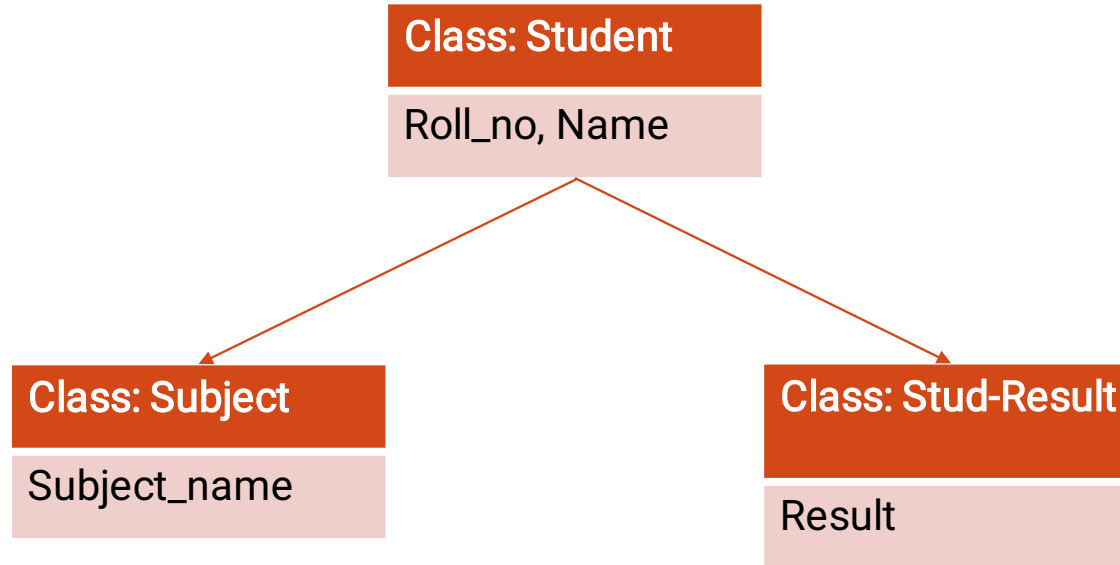 Class: Student
Roll_no, Name
Class: Subject
Subject_name
Class: Stud-Result
Result